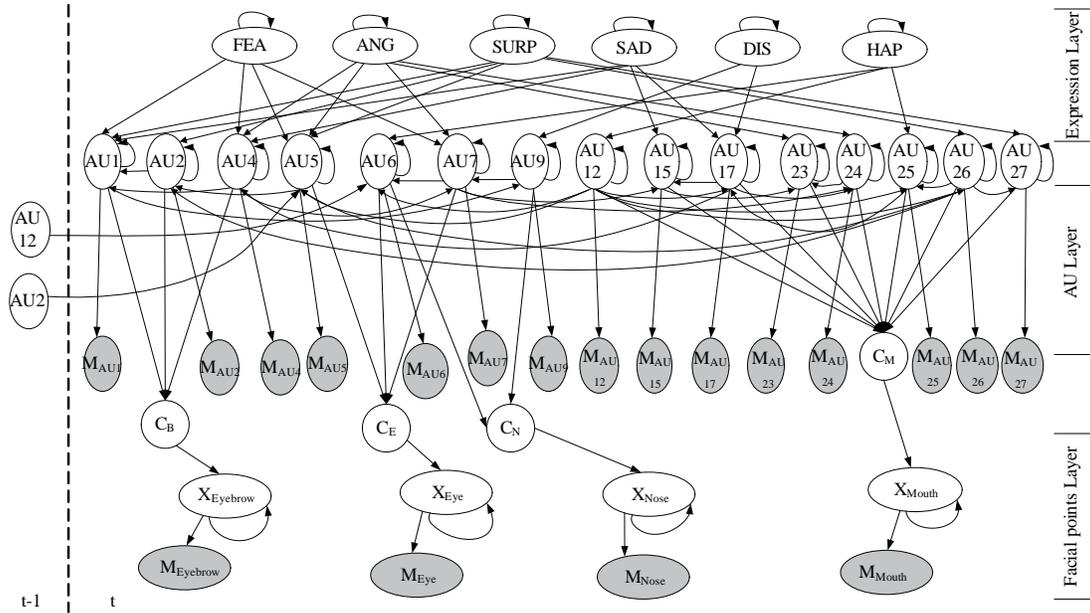 FEA ANG SURP SAD DIS HAP
Expression Layer
AU1 AU2 AU4 AU5 AU6 AU7 AU9 AU 12 AU 15 AU 17 AU 23 AU 24 AU 25 AU 26 AU 27
AU 12
AU2
AU Layer
MAU1 MAU2 MAU4 MAU5 MAU6 MAU7 MAU9 MAU 12 MAU 15 MAU 17 MAU 23 MAU 24 CM MAU 25 MAU 26 MAU 27
CB CE CN
XEyebrow XEye XNose XMouth
MEyebrow MEye MNose MMouth
Facial points Layer
t-1 t